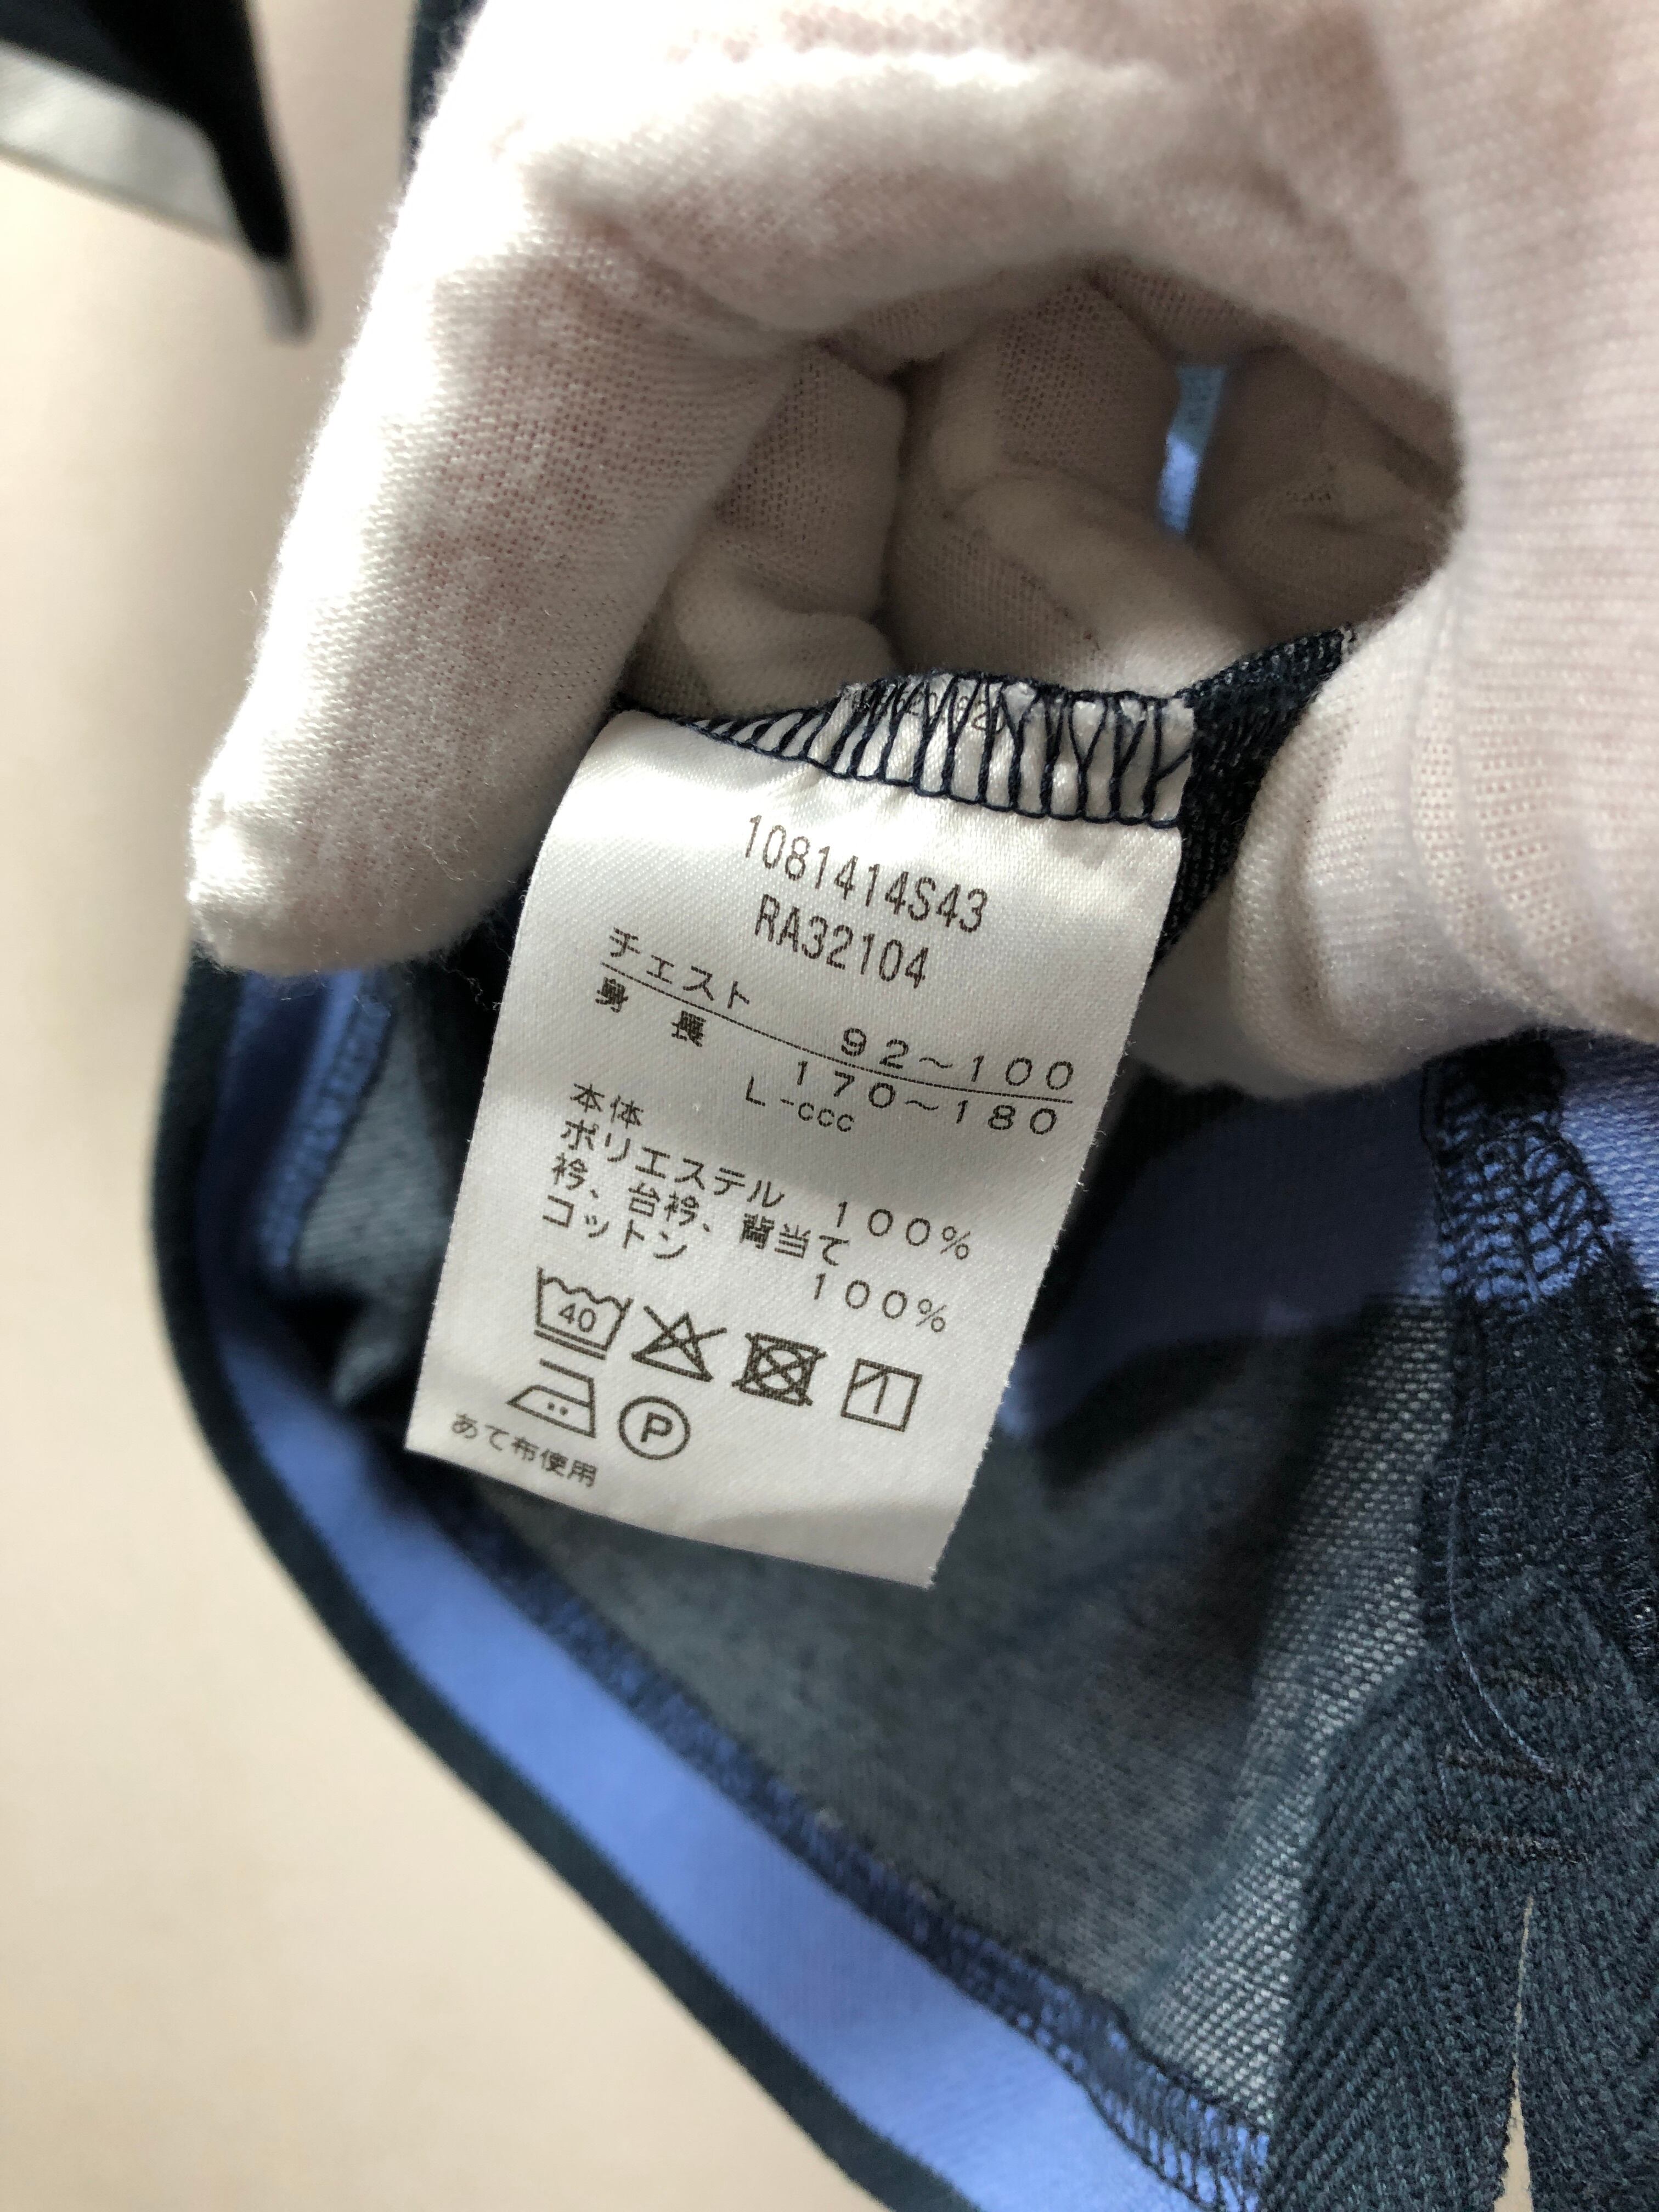 1081414S43
RA32104
チェスト 92～100
身長 170～180
L-ccc
本体
ポリエステル 100%
衿、台衿、背当て
コットン 100%
40
1
P
あて布使用